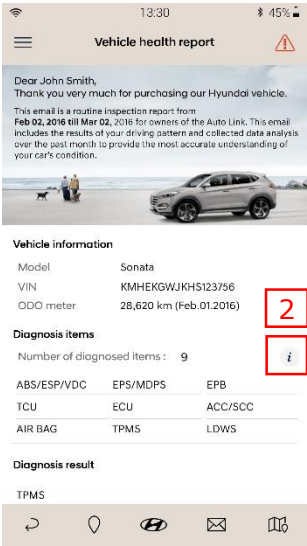 13:30 45%
Vehicle health report
Dear John Smith,
Thank you very much for purchasing our Hyundai vehicle.
This email is a routine inspection report from
Feb 02, 2016 till Mar 02, 2016 for owners of the Auto Link. This email
includes the results of your driving pattern and collected data analysis
over the past month to provide the most accurate understanding of
your car's condition.
Vehicle information
Model Sonata
VIN KMHEKGWJKHS123756
ODO meter 28,620 km (Feb.01.2016)
2
Diagnosis items
Number of diagnosed items : 9 i
ABS/ESP/VDC EPS/MDPS EPB
TCU ECU ACC/SCC
AIR BAG TPMS LDWS
Diagnosis result
TPMS